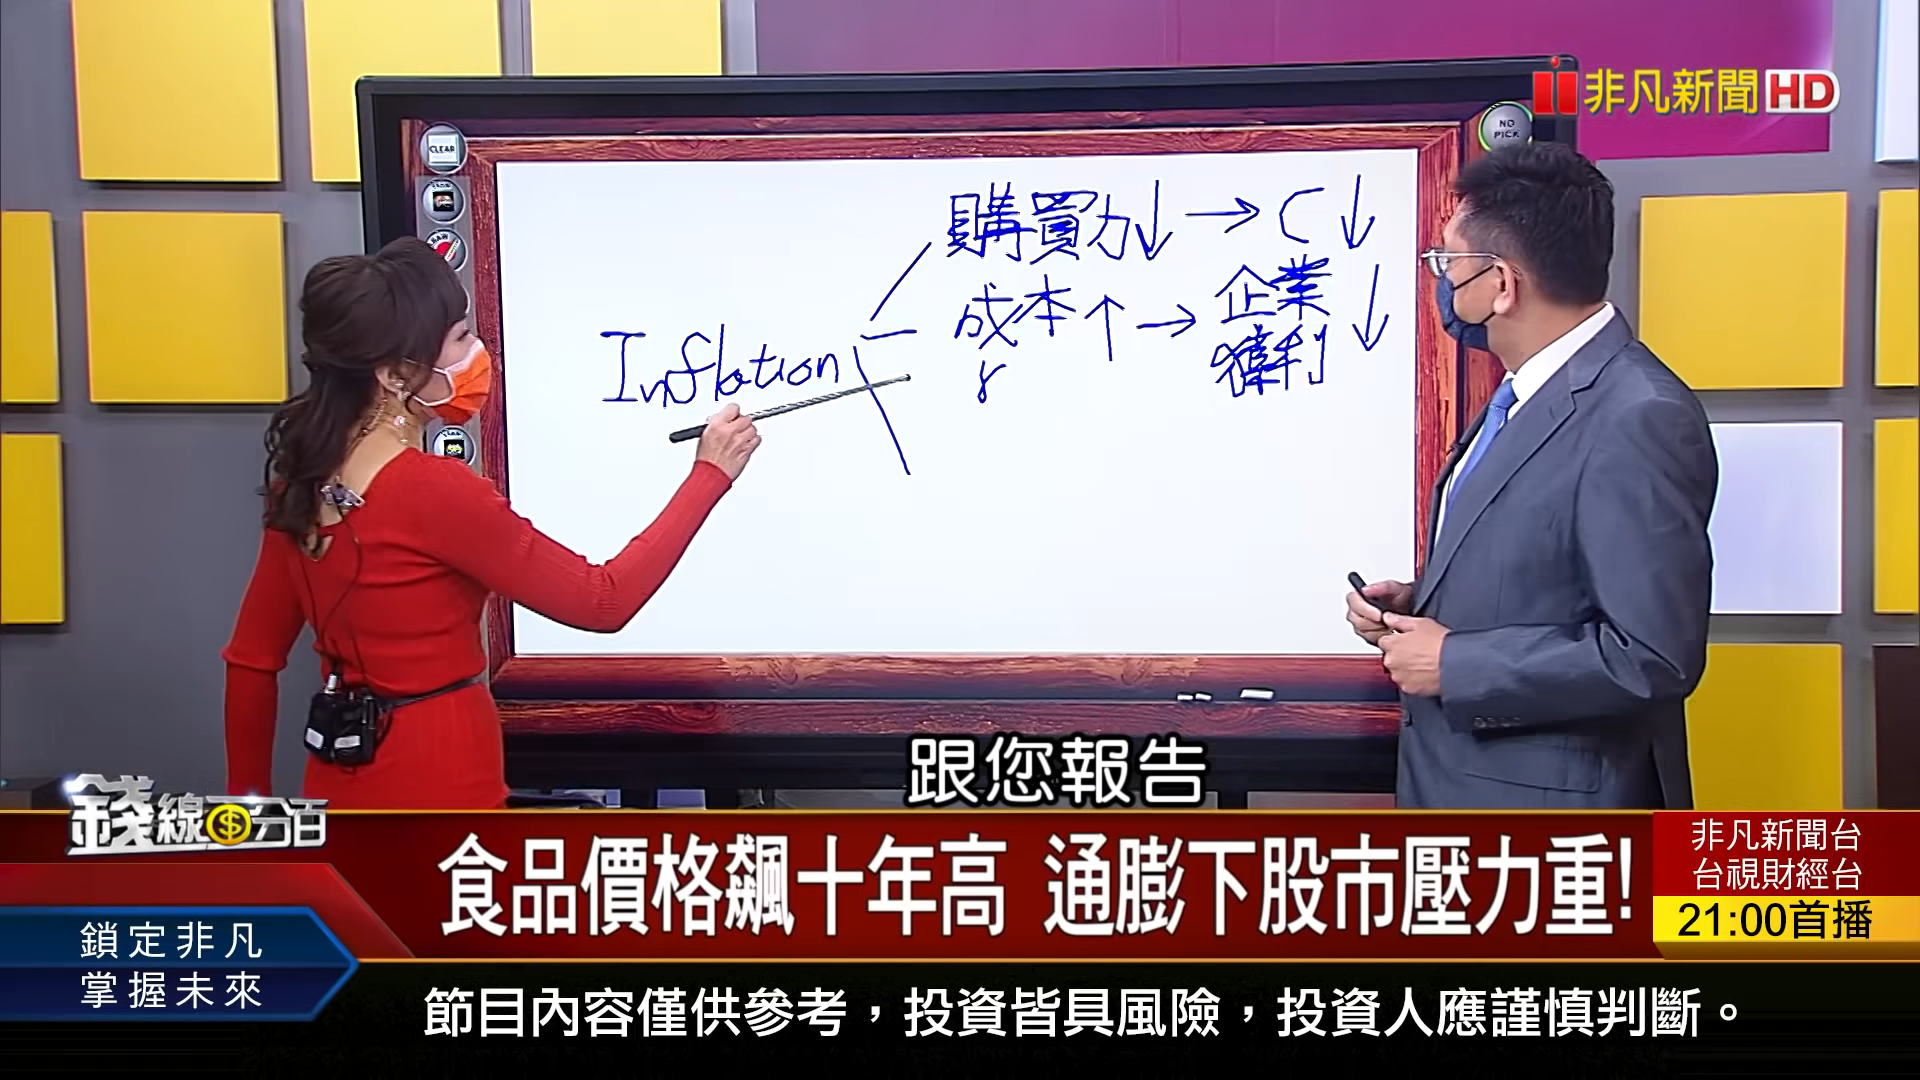 非凡新聞HD
CLEAR
NO PICK
購買力↓→C↓
成本↑→企業獲利↓
r
Inflation
跟您報告
錢線百分百
食品價格飆十年高 通膨下股市壓力重!
非凡新聞台
台視財經台
21:00首播
鎖定非凡
掌握未來
節目內容僅供參考，投資皆具風險，投資人應謹慎判斷。